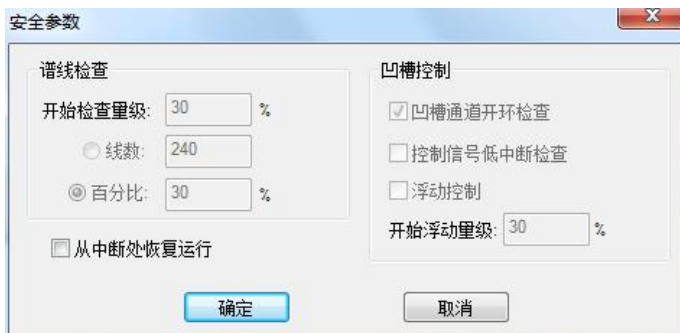 安全参数
谱线检查
开始检查量级: 30 %
线数: 240
百分比: 30 %
从中断处恢复运行
凹槽控制
凹槽通道开环检查
控制信号低中断检查
浮动控制
开始浮动量级: 30 %
确定
取消